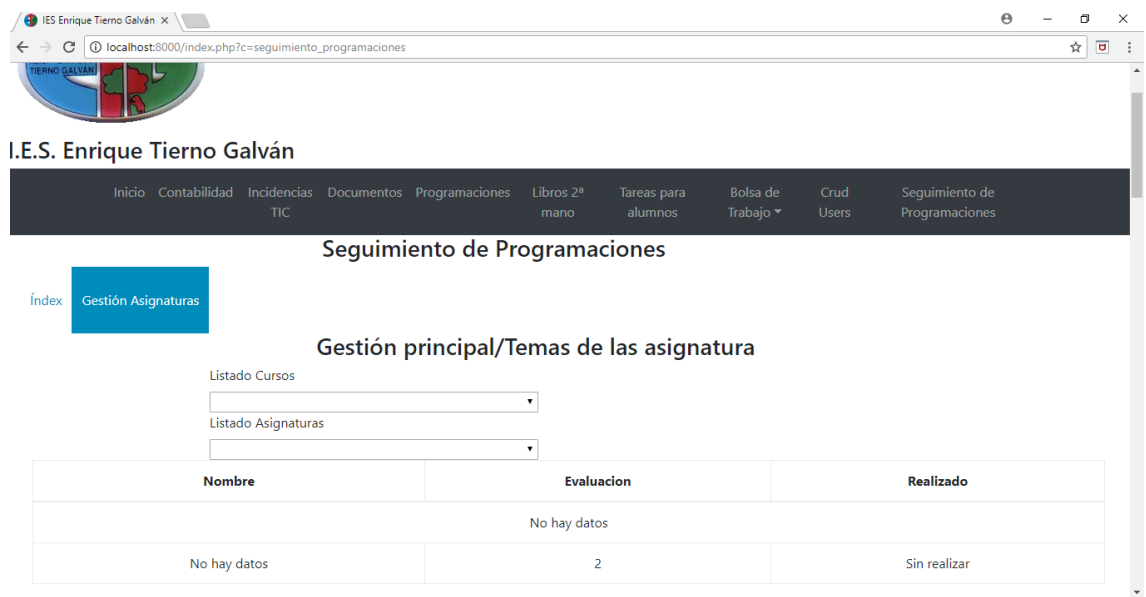 IES Enrique Tierno Galván
localhost:8000/index.php?c=seguimiento_programaciones
TIERNO GALVÁN
I.E.S. Enrique Tierno Galván
Inicio Contabilidad Incidencias TIC Documentos Programaciones Libros 2ª mano Tareas para alumnos Bolsa de Trabajo Crud Users Seguimiento de Programaciones
Seguimiento de Programaciones
Índex Gestión Asignaturas
Gestión principal/Temas de las asignatura
Listado Cursos
Listado Asignaturas
Nombre Evaluacion Realizado
No hay datos
No hay datos 2 Sin realizar